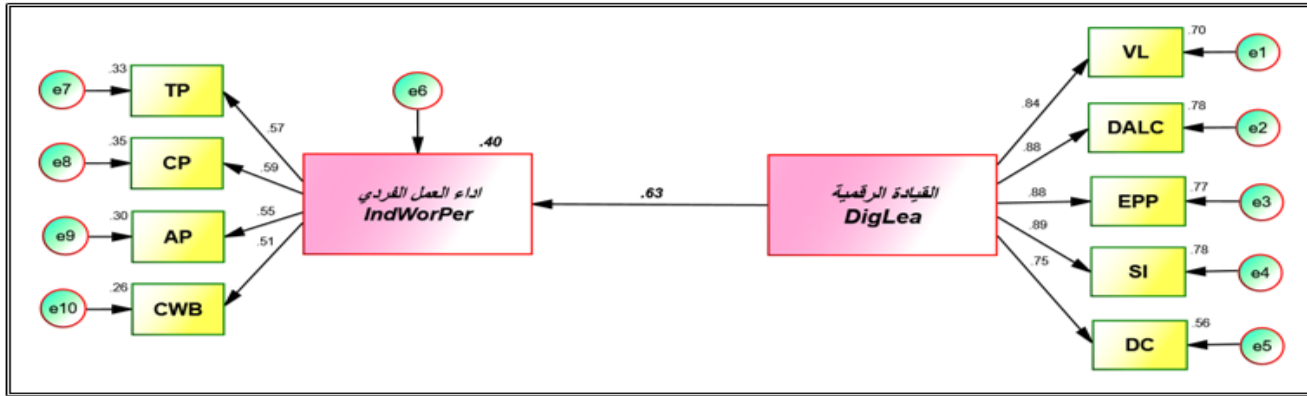 e7
.33
TP
.57
e8
.35
CP
.59
e9
.30
AP
.55
e10
.26
CWB
.51
e6
.40
اداء العمل الفردي
IndWorPer
.63
القيادة الرقمية
DigLea
.84
VL
.70
e1
.88
DALC
.78
e2
.88
EPP
.77
e3
.89
SI
.78
e4
.75
DC
.56
e5